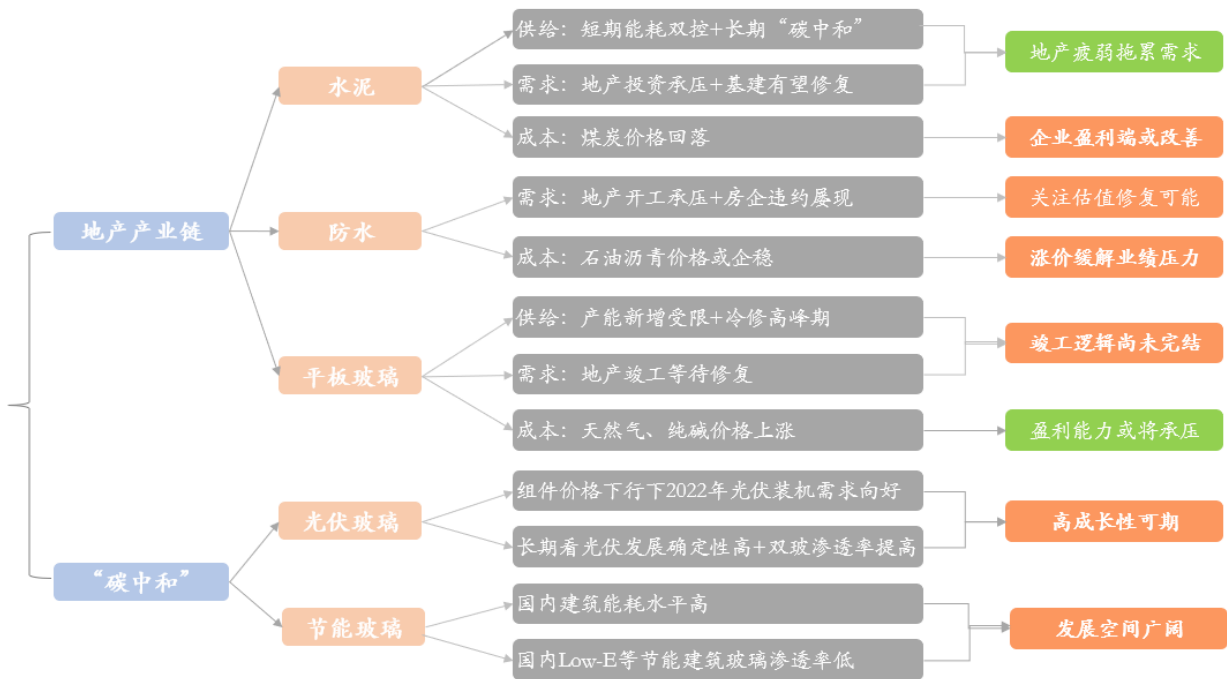 供给：短期能耗双控+长期“碳中和”
地产疲弱拖累需求
水泥
需求：地产投资承压+基建有望修复
成本：煤炭价格回落
企业盈利端或改善
需求：地产开工承压+房企违约屡现
关注估值修复可能
地产产业链
防水
成本：石油沥青价格或企稳
涨价缓解业绩压力
供给：产能新增受限+冷修高峰期
竣工逻辑尚未完结
平板玻璃
需求：地产竣工等待修复
成本：天然气、纯碱价格上涨
盈利能力或将承压
组件价格下行下2022年光伏装机需求向好
光伏玻璃
高成长性可期
长期看光伏发展确定性高+双玻渗透率提高
“碳中和”
国内建筑能耗水平高
节能玻璃
发展空间广阔
国内Low-E等节能建筑玻璃渗透率低